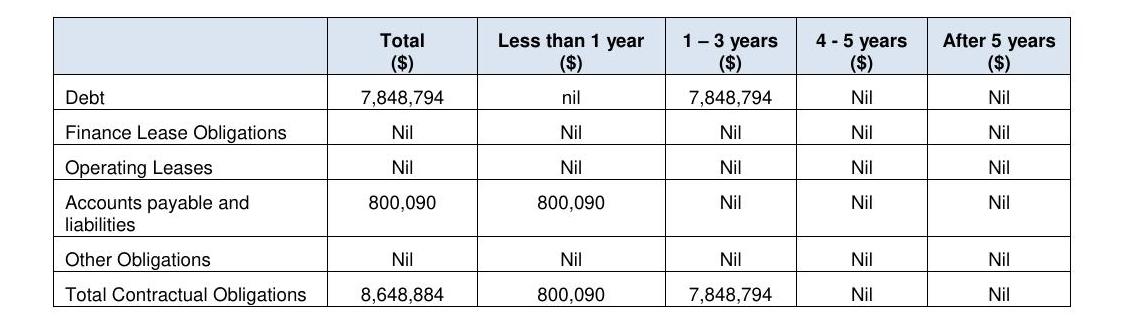 Total Less than 1 year 1 – 3 years 4 - 5 years After 5 years
($) ($) ($) ($) ($)
Debt 7,848,794 nil 7,848,794 Nil Nil
Finance Lease Obligations Nil Nil Nil Nil Nil
Operating Leases Nil Nil Nil Nil Nil
Accounts payable and 800,090 800,090 Nil Nil Nil
liabilities
Other Obligations Nil Nil Nil Nil Nil
Total Contractual Obligations 8,648,884 800,090 7,848,794 Nil Nil